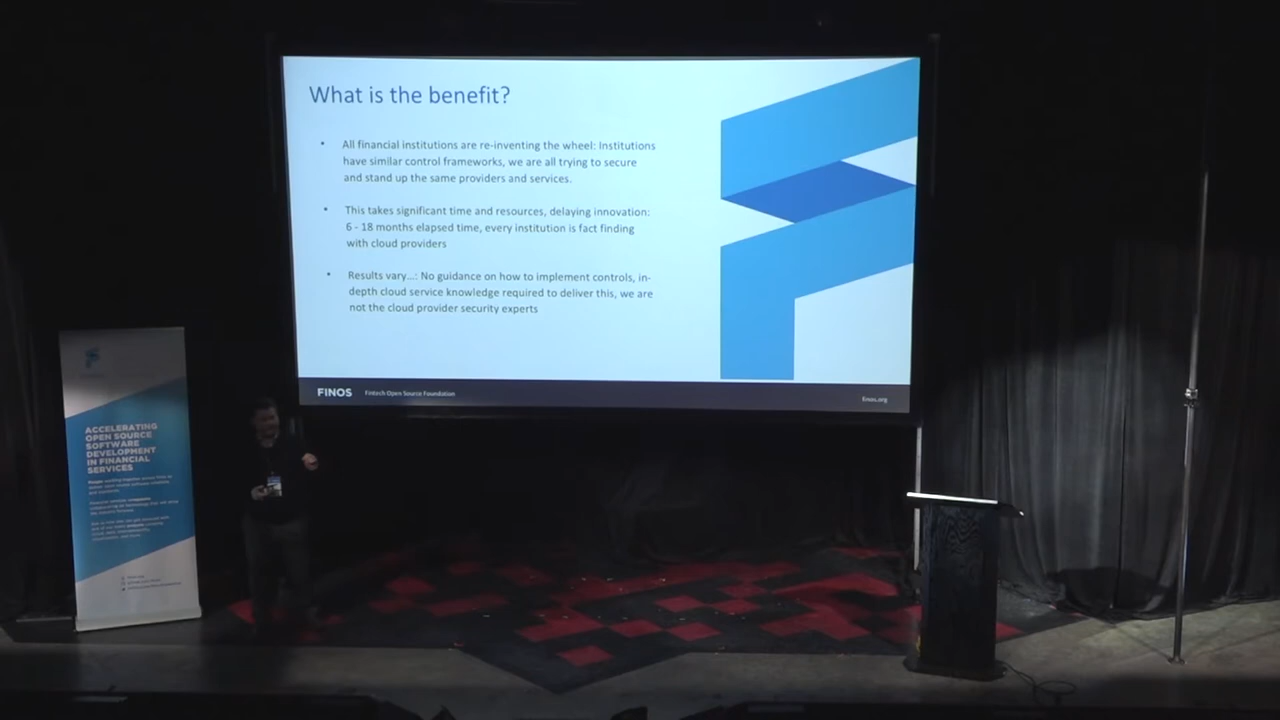 What is the benefit?
• All financial institutions are re-inventing the wheel: Institutions
have similar control frameworks, we are all trying to secure
and stand up the same providers and services.
• This takes significant time and resources, delaying innovation:
6 - 18 months elapsed time, every institution is fact finding
with cloud providers
• Results vary...: No guidance on how to implement controls, in-
depth cloud service knowledge required to deliver this, we are
not the cloud provider security experts
FINOS Fintech Open Source Foundation
finos.org
ACCELERATING
OPEN SOURCE
SOFTWARE
DEVELOPMENT
IN FINANCIAL
SERVICES